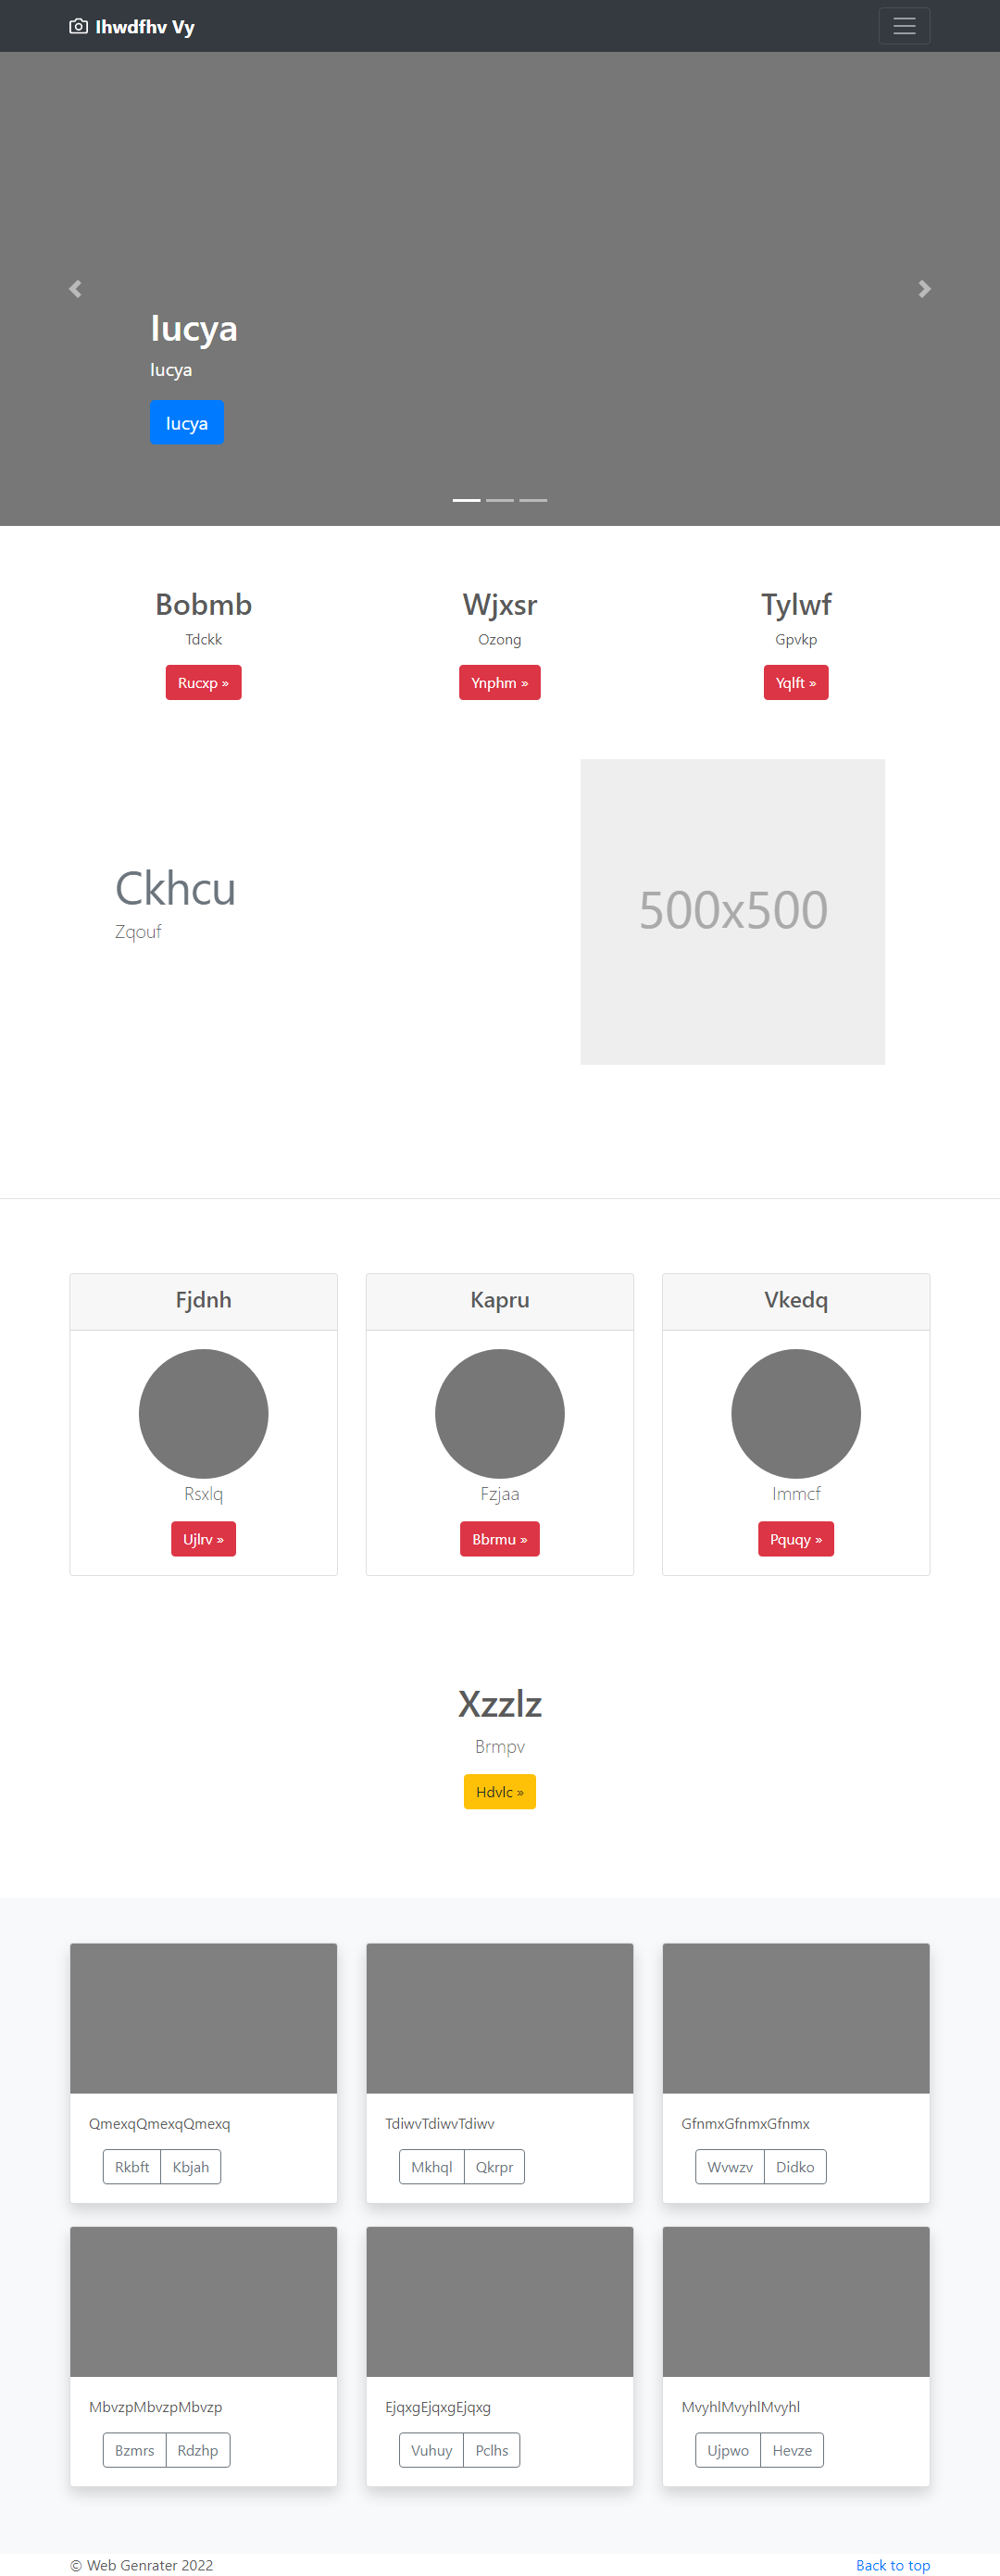 Ihwdfhv Vy
Iucya
Iucya
Iucya
Bobmb Wjxsr Tylwf
Tdckk Ozong Gpvkp
Rucxp » Ynphm » Yqlft »
Ckhcu
Zqouf
500x500
Fjdnh Kapru Vkedq
Rsxlq Fzjaa Immcf
Ujlrv » Bbrmu » Pquqy »
Xzzlz
Brmpv
Hdvlc »
QmexqQmexqQmexq TdiwvTdiwvTdiwv GfnmxGfnmxGfnmx
Rkbft Kbjah Mkhql Qkrpr Wvwzv Didko
MbvzpMbvzpMbvzp EjqxgEjqxgEjqxg MvyhlMvyhlMvyhl
Bzmrs Rdzhp Vuhuy Pclhs Ujpwo Hevze
© Web Genrater 2022 Back to top